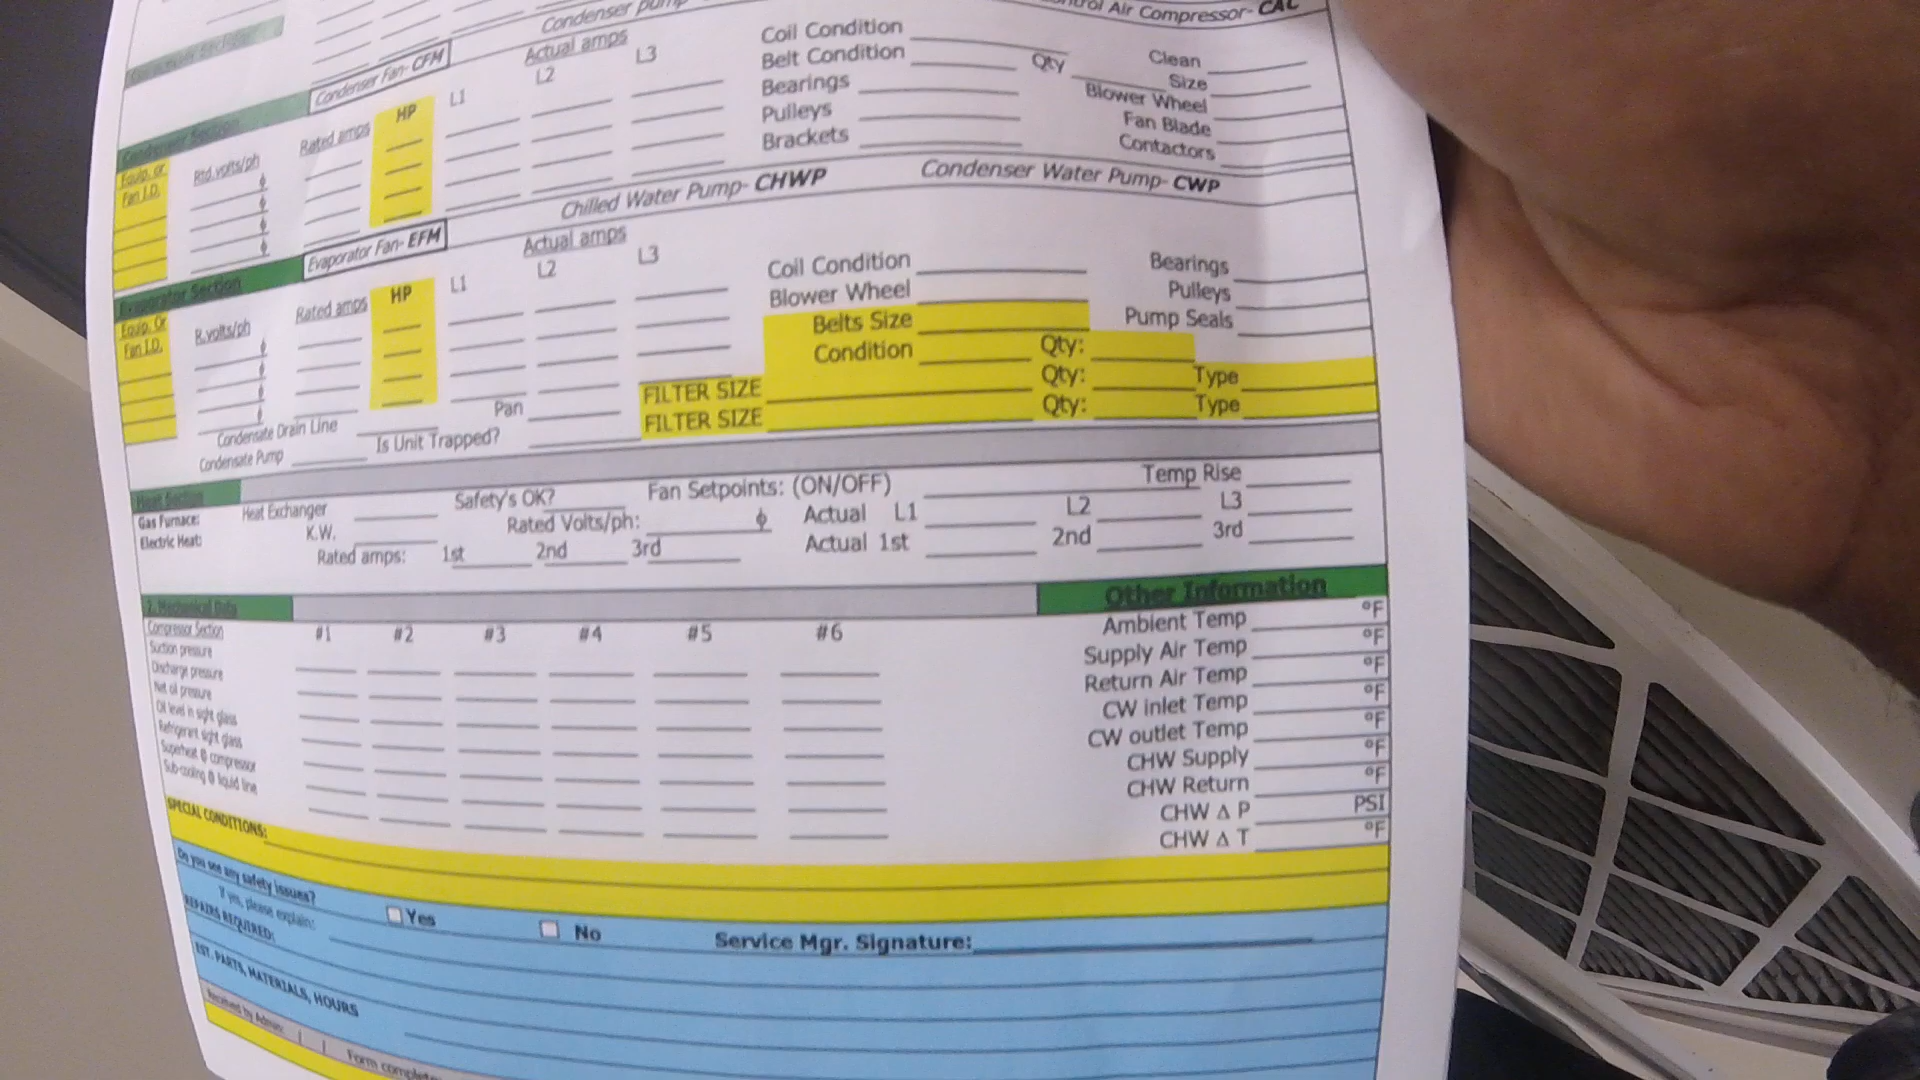 Condenser pump
trol Air Compressor- CAL
Condenser Section
Condenser Fan- CFM
Equip. or Fan I.D.
Rtd.volts/ph
Rated amps
HP
Actual amps
L1 L2 L3
ϕ
ϕ
ϕ
ϕ
Coil Condition
Clean
Belt Condition
Qty
Size
Bearings
Blower Wheel
Pulleys
Fan Blade
Brackets
Contactors
Chilled Water Pump- CHWP
Condenser Water Pump- CWP
Evaporator Section
Evaporator Fan- EFM
Equip. Or Fan I.D.
R.volts/ph
Rated amps
HP
Actual amps
L1 L2 L3
ϕ
ϕ
ϕ
ϕ
Coil Condition
Bearings
Blower Wheel
Pulleys
Belts Size
Pump Seals
Condition
Qty:
FILTER SIZE
Qty:
Type
FILTER SIZE
Qty:
Type
Condensate Drain Line
Pan
Condensate Pump
Is Unit Trapped?
Heat Section
Gas Furnace:
Heat Exchanger
Safety's OK?
Fan Setpoints: (ON/OFF)
Temp Rise
Electric Heat:
K.W.
Rated Volts/ph:
ϕ
Actual L1
L2
L3
Rated amps:
1st
2nd
3rd
Actual 1st
2nd
3rd
2. Mechanical Data
Other Information
Compressor Section
#1 #2 #3 #4 #5 #6
Suction pressure
Discharge pressure
Net oil pressure
Oil level in sight glass
Refrigerant sight glass
Superheat @ compressor
Sub-cooling @ liquid line
Ambient Temp °F
Supply Air Temp °F
Return Air Temp °F
CW inlet Temp °F
CW outlet Temp °F
CHW Supply °F
CHW Return °F
CHW Δ P PSI
CHW Δ T °F
SPECIAL CONDITIONS:
Do you see any safety issues?
Yes
No
Service Mgr. Signature:
If yes, please explain:
REPAIRS REQUIRED:
EST. PARTS, MATERIALS, HOURS
Received by Admin:
Form complete